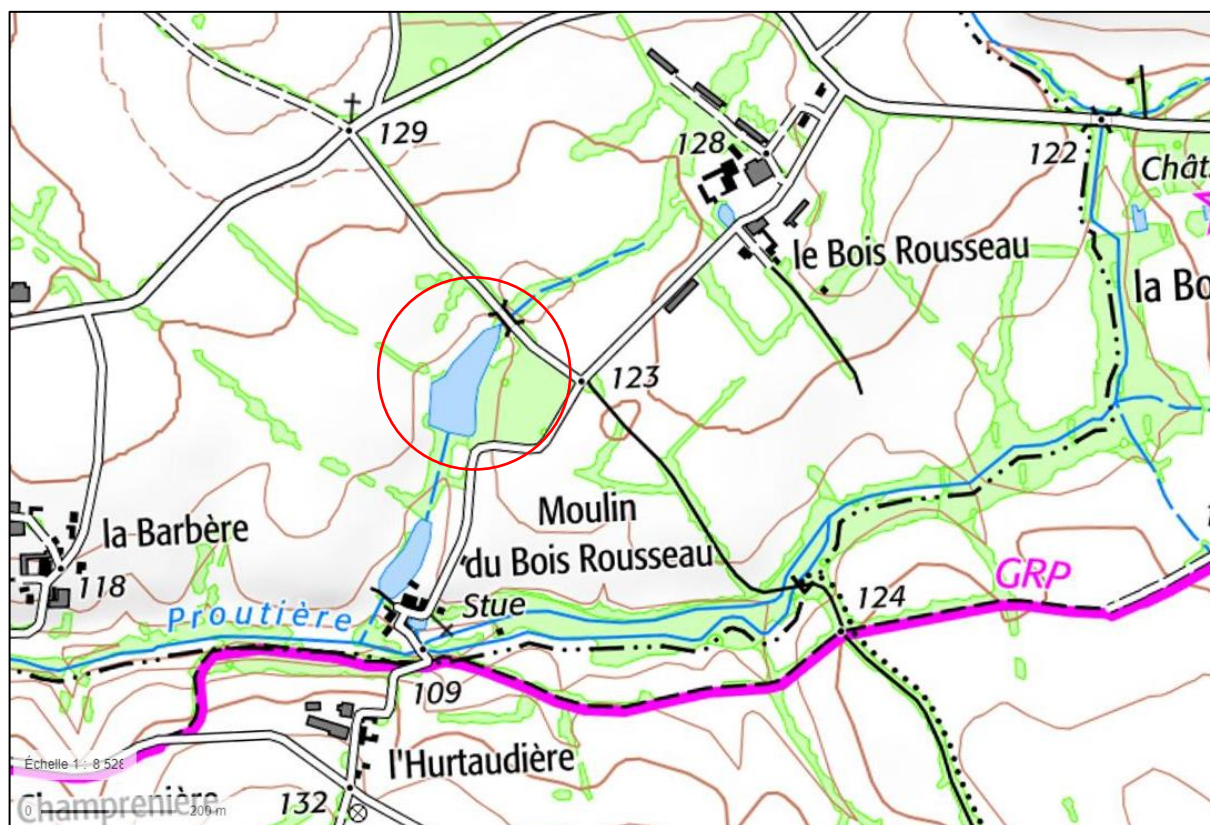 129
128
122
Chât
le Bois Rousseau
la Bo
123
Moulin
du Bois Rousseau
la Barbère
118
Proutière
Stue
GRP
124
109
l'Hurtaudière
Échelle 1 : 8 528
Champrenière
132
0 200 m